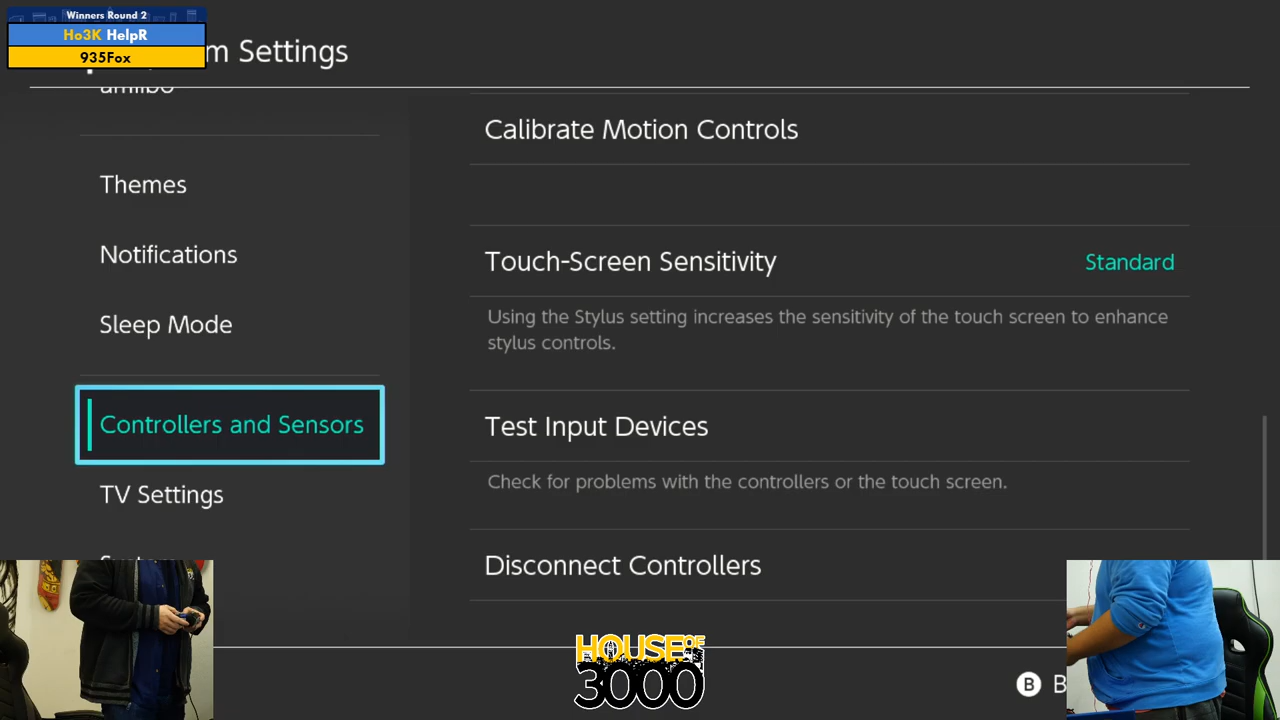 Winners Round 2
Ho3K HelpR
935Fox
m Settings
amiibo
Themes
Notifications
Sleep Mode
Controllers and Sensors
TV Settings
System
Calibrate Motion Controls
Touch-Screen Sensitivity Standard
Using the Stylus setting increases the sensitivity of the touch screen to enhance
stylus controls.
Test Input Devices
Check for problems with the controllers or the touch screen.
Disconnect Controllers
HOUSE OF
3000
B B